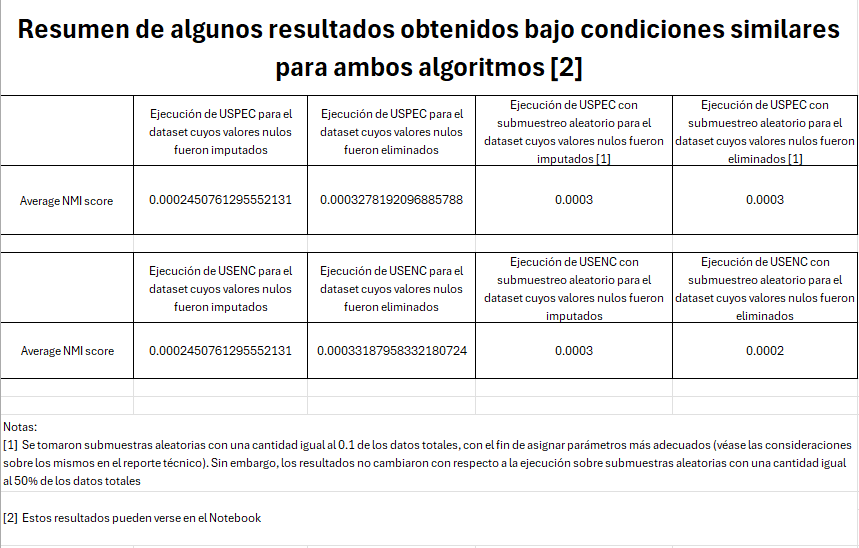 Resumen de algunos resultados obtenidos bajo condiciones similares
para ambos algoritmos [2]
Ejecución de USPEC para el
dataset cuyos valores nulos
fueron imputados
Ejecución de USPEC para el
dataset cuyos valores nulos
fueron eliminados
Ejecución de USPEC con
submuestreo aleatorio para el
dataset cuyos valores nulos fueron
imputados [1]
Ejecución de USPEC con
submuestreo aleatorio para el
dataset cuyos valores nulos fueron
eliminados [1]
Average NMI score
0.0002450761295552131
0.0003278192096885788
0.0003
0.0003
Ejecución de USENC para el
dataset cuyos valores nulos
fueron imputados
Ejecución de USENC para el
dataset cuyos valores nulos
fueron eliminados
Ejecución de USENC con
submuestreo aleatorio para el
dataset cuyos valores nulos fueron
imputados
Ejecución de USENC con
submuestreo aleatorio para el
dataset cuyos valores nulos fueron
eliminados
Average NMI score
0.0002450761295552131
0.00033187958332180724
0.0003
0.0002
Notas:
[1] Se tomaron submuestras aleatorias con una cantidad igual al 0.1 de los datos totales, con el fin de asignar parámetros más adecuados (véase las consideraciones
sobre los mismos en el reporte técnico). Sin embargo, los resultados no cambiaron con respecto a la ejecución sobre submuestras aleatorias con una cantidad igual
al 50% de los datos totales
[2] Estos resultados pueden verse en el Notebook